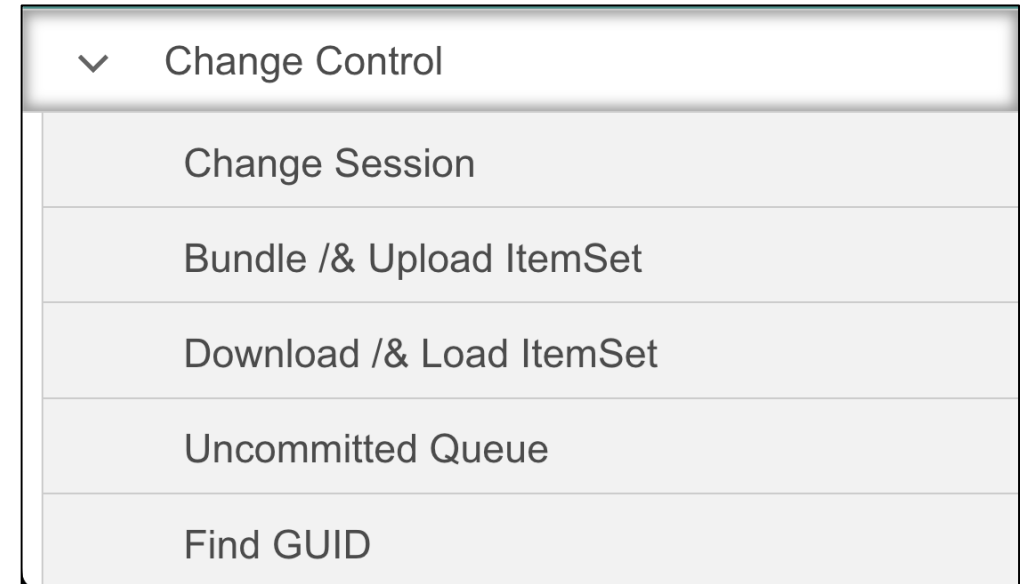 Change Control
Change Session
Bundle /& Upload ItemSet
Download /& Load ItemSet
Uncommitted Queue
Find GUID